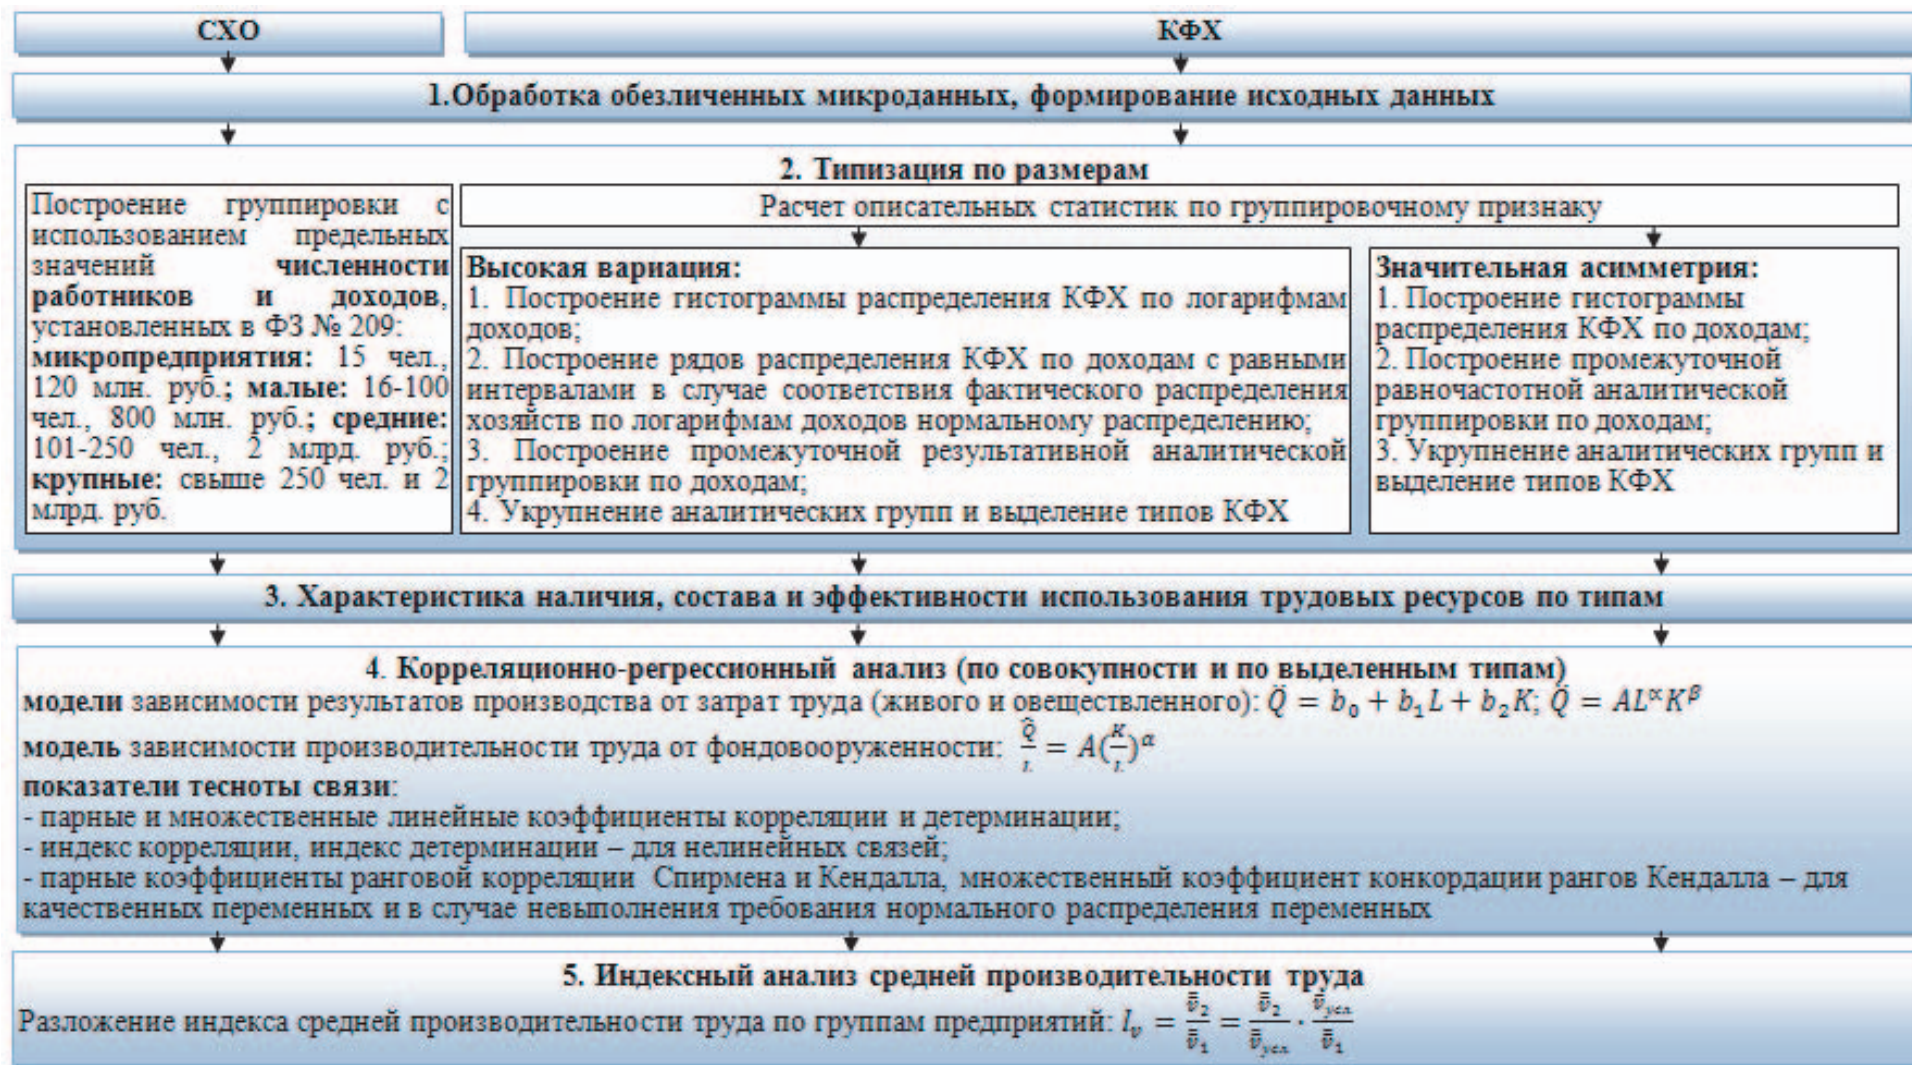 СХО
КФХ
1.Обработка обезличенных микроданных, формирование исходных данных
2. Типизация по размерам
Построение группировки с
использованием предельных
значений численности
работников и доходов,
установленных в ФЗ № 209:
микропредприятия: 15 чел.,
120 млн. руб.; малые: 16-100
чел., 800 млн. руб.; средние:
101-250 чел., 2 млрд. руб.;
крупные: свыше 250 чел. и 2
млрд. руб.
Расчет описательных статистик по группировочному признаку
Высокая вариация:
1. Построение гистограммы распределения КФХ по логарифмам
доходов;
2. Построение рядов распределения КФХ по доходам с равными
интервалами в случае соответствия фактического распределения
хозяйств по логарифмам доходов нормальному распределению;
3. Построение промежуточной результативной аналитической
группировки по доходам;
4. Укрупнение аналитических групп и выделение типов КФХ
Значительная асимметрия:
1. Построение гистограммы
распределения КФХ по доходам;
2. Построение промежуточной
равночастотной аналитической
группировки по доходам;
3. Укрупнение аналитических групп и
выделение типов КФХ
3. Характеристика наличия, состава и эффективности использования трудовых ресурсов по типам
4. Корреляционно-регрессионный анализ (по совокупности и по выделенным типам)
модели зависимости результатов производства от затрат труда (живого и овеществленного): Q̂ = b₀ + b₁L + b₂K; Q̂ = AL^α K^β
модель зависимости производительности труда от фондовооруженности: Q̂/L = A(K/L)^α
показатели тесноты связи:
- парные и множественные линейные коэффициенты корреляции и детерминации;
- индекс корреляции, индекс детерминации – для нелинейных связей;
- парные коэффициенты ранговой корреляции Спирмена и Кендалла, множественный коэффициент конкордации рангов Кендалла – для
качественных переменных и в случае невыполнения требования нормального распределения переменных
5. Индексный анализ средней производительности труда
Разложение индекса средней производительности труда по группам предприятий: I_v = v̿₂/v̿₁ = v̿₂/v̿_усл · v̿_усл/v̿₁